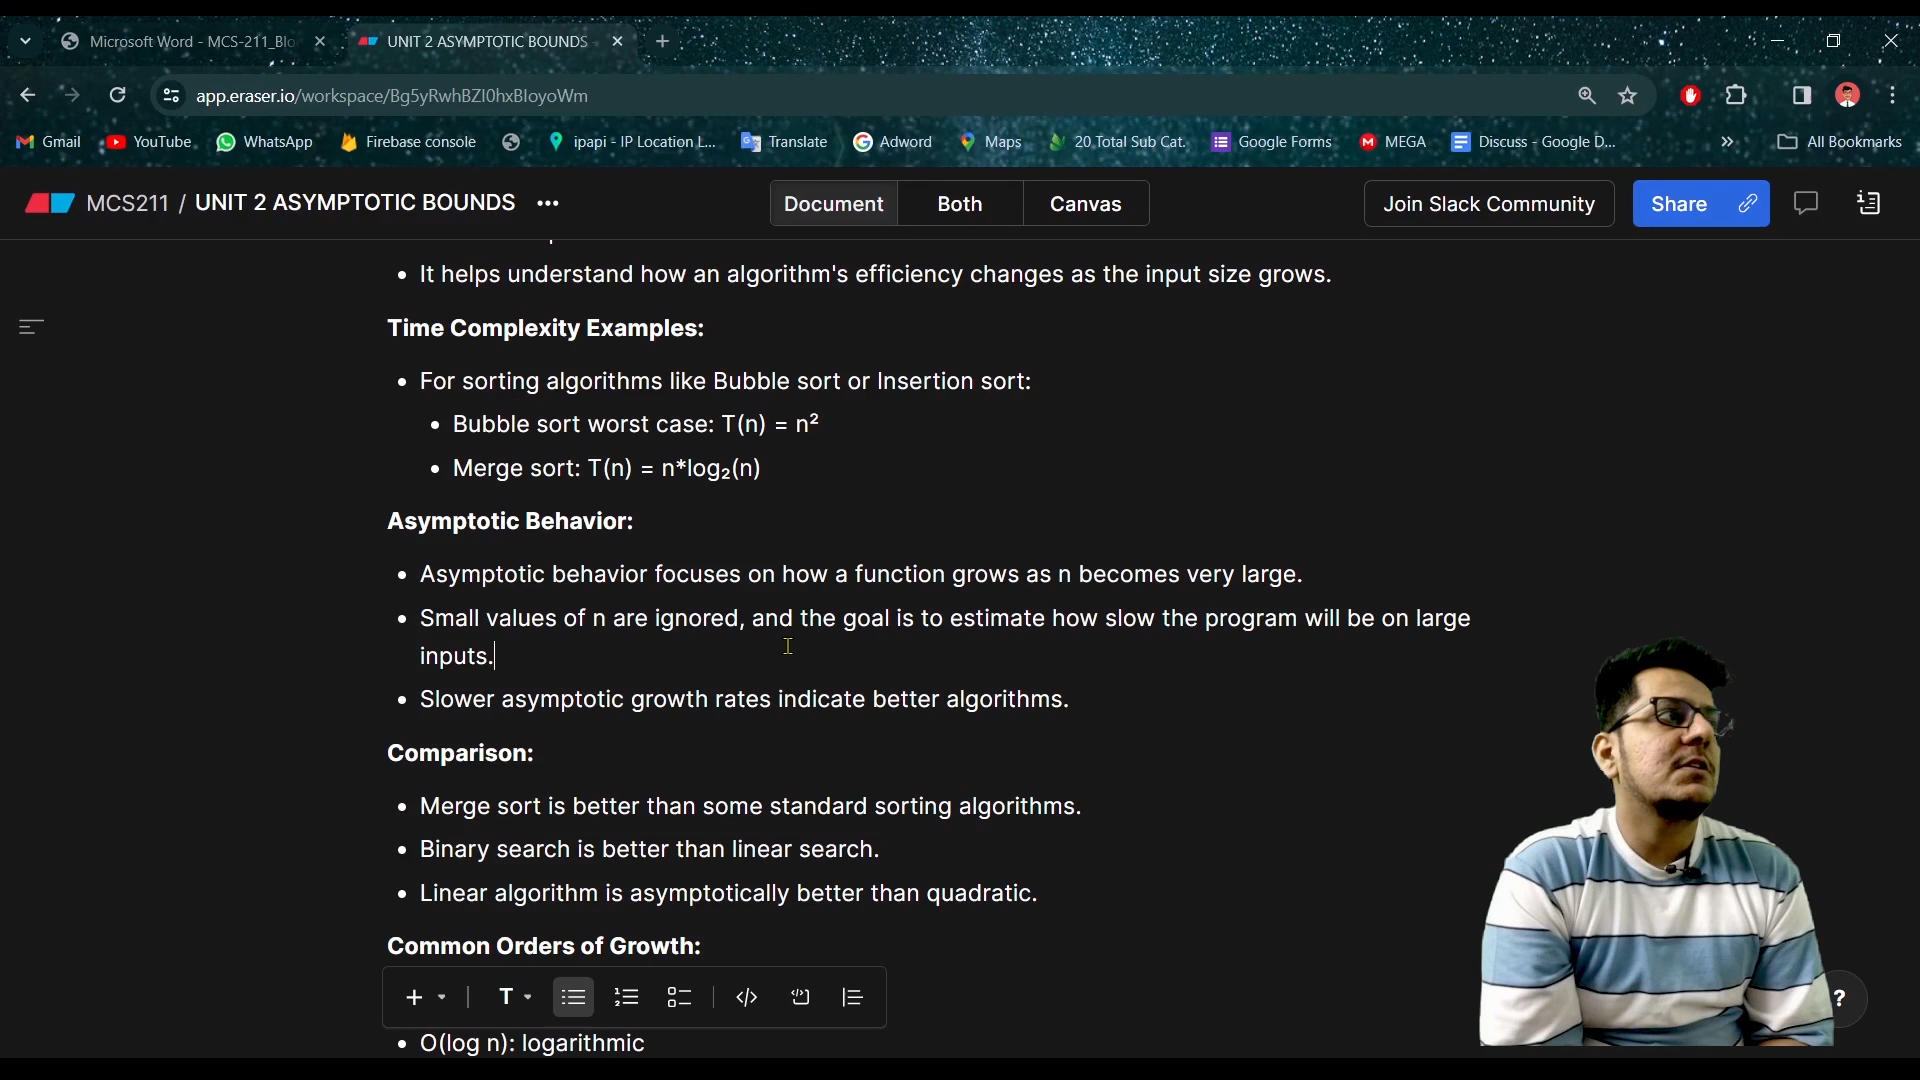 Microsoft Word - MCS-211_Blo
UNIT 2 ASYMPTOTIC BOUNDS
app.eraser.io/workspace/Bg5yRwhBZI0hxBIoyoWm
Gmail
YouTube
WhatsApp
Firebase console
ipapi - IP Location L...
Translate
Adword
Maps
20 Total Sub Cat.
Google Forms
MEGA
Discuss - Google D...
All Bookmarks
MCS211 / UNIT 2 ASYMPTOTIC BOUNDS
Document
Both
Canvas
Join Slack Community
Share
• It helps understand how an algorithm's efficiency changes as the input size grows.
Time Complexity Examples:
• For sorting algorithms like Bubble sort or Insertion sort:
• Bubble sort worst case: T(n) = n²
• Merge sort: T(n) = n*log₂(n)
Asymptotic Behavior:
• Asymptotic behavior focuses on how a function grows as n becomes very large.
• Small values of n are ignored, and the goal is to estimate how slow the program will be on large
inputs.
• Slower asymptotic growth rates indicate better algorithms.
Comparison:
• Merge sort is better than some standard sorting algorithms.
• Binary search is better than linear search.
• Linear algorithm is asymptotically better than quadratic.
Common Orders of Growth:
T
?
• O(log n): logarithmic